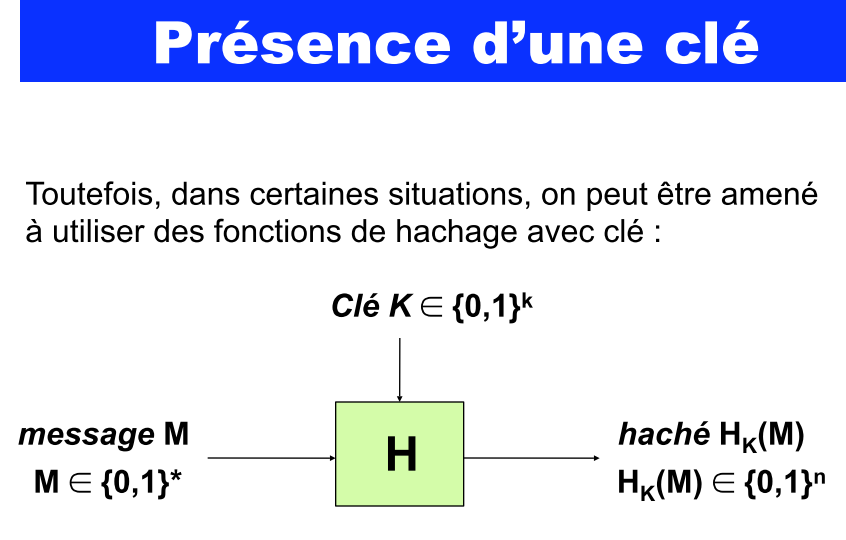 Présence d’une clé
Toutefois, dans certaines situations, on peut être amené
à utiliser des fonctions de hachage avec clé :
Clé K ∈ {0,1}ᵏ
message M
M ∈ {0,1}*
H
haché H_K(M)
H_K(M) ∈ {0,1}ⁿ